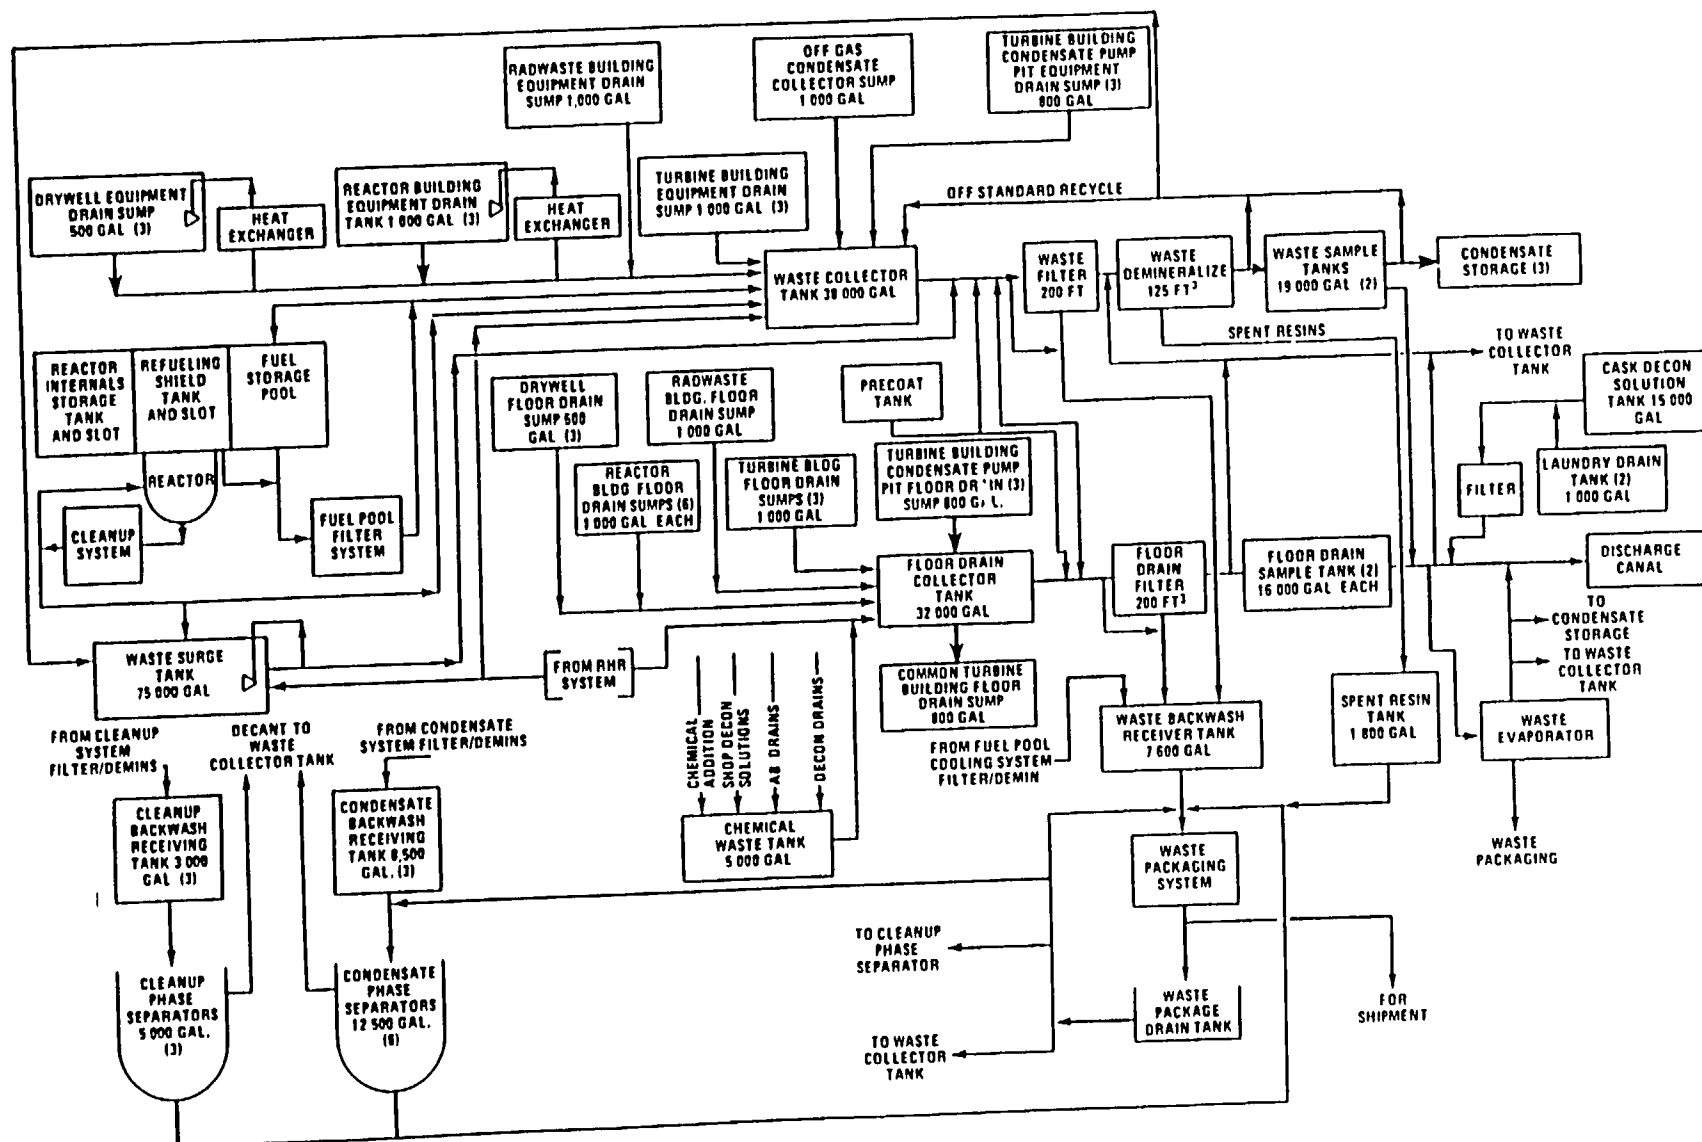 RADWASTE BUILDING
EQUIPMENT DRAIN
SUMP 1,000 GAL
OFF GAS
CONDENSATE
COLLECTOR SUMP
1 000 GAL
TURBINE BUILDING
CONDENSATE PUMP
PIT EQUIPMENT
DRAIN SUMP (3)
800 GAL
DRYWELL EQUIPMENT
DRAIN SUMP
500 GAL (3)
HEAT
EXCHANGER
REACTOR BUILDING
EQUIPMENT DRAIN
TANK 1 000 GAL (3)
HEAT
EXCHANGER
TURBINE BUILDING
EQUIPMENT DRAIN
SUMP 1 000 GAL (3)
OFF STANDARD RECYCLE
WASTE COLLECTOR
TANK 38 000 GAL
WASTE
FILTER
200 FT
WASTE
DEMINERALIZE
125 FT³
WASTE SAMPLE
TANKS
19 000 GAL (2)
CONDENSATE
STORAGE (3)
SPENT RESINS
TO WASTE
COLLECTOR
TANK
REACTOR
INTERNALS
STORAGE
TANK
AND SLOT
REFUELING
SHIELD
TANK
AND SLOT
FUEL
STORAGE
POOL
REACTOR
CLEANUP
SYSTEM
FUEL POOL
FILTER
SYSTEM
DRYWELL
FLOOR DRAIN
SUMP 500
GAL (3)
RADWASTE
BLDG. FLOOR
DRAIN SUMP
1 000 GAL
PRECOAT
TANK
CASK DECON
SOLUTION
TANK 15 000
GAL
REACTOR
BLDG FLOOR
DRAIN SUMPS (6)
1 000 GAL EACH
TURBINE BLDG
FLOOR DRAIN
SUMPS (3)
1 000 GAL
TURBINE BUILDING
CONDENSATE PUMP
PIT FLOOR DR IN (3)
SUMP 800 GAL.
FILTER
LAUNDRY DRAIN
TANK (2)
1 000 GAL
FLOOR DRAIN
COLLECTOR
TANK
32 000 GAL
FLOOR
DRAIN
FILTER
200 FT³
FLOOR DRAIN
SAMPLE TANK (2)
16 000 GAL EACH
DISCHARGE
CANAL
TO
CONDENSATE
STORAGE
TO WASTE
COLLECTOR
TANK
WASTE SURGE
TANK
75 000 GAL
FROM RHR
SYSTEM
COMMON TURBINE
BUILDING FLOOR
DRAIN SUMP
800 GAL
WASTE BACKWASH
RECEIVER TANK
7 600 GAL
SPENT RESIN
TANK
1 800 GAL
WASTE
EVAPORATOR
FROM CLEANUP
SYSTEM
FILTER/DEMINS
DECANT TO
WASTE
COLLECTOR TANK
FROM CONDENSATE
SYSTEM FILTER/DEMINS
CHEMICAL
ADDITION
SHOP DECON
SOLUTIONS
AB DRAINS
DECON DRAINS
FROM FUEL POOL
COOLING SYSTEM
FILTER/DEMIN
CLEANUP
BACKWASH
RECEIVING
TANK 3 000
GAL (3)
CONDENSATE
BACKWASH
RECEIVING
TANK 8,500
GAL. (3)
CHEMICAL
WASTE TANK
5 000 GAL
WASTE
PACKAGING
SYSTEM
WASTE
PACKAGING
TO CLEANUP
PHASE
SEPARATOR
CLEANUP
PHASE
SEPARATORS
5 000 GAL.
(3)
CONDENSATE
PHASE
SEPARATORS
12 500 GAL.
(6)
WASTE
PACKAGE
DRAIN TANK
FOR
SHIPMENT
TO WASTE
COLLECTOR
TANK